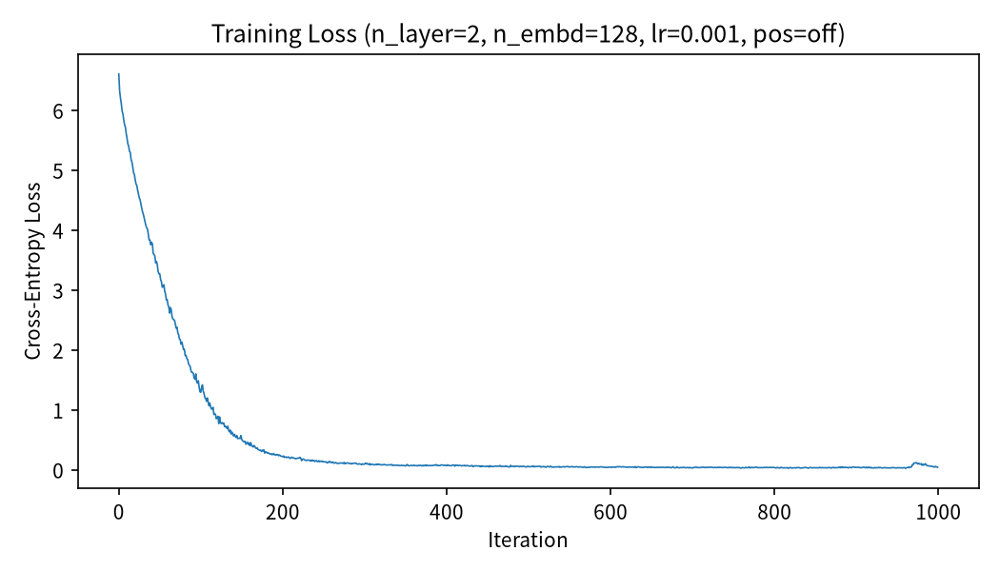 Training Loss (n_layer=2, n_embd=128, lr=0.001, pos=off)
Cross-Entropy Loss
6
5
4
3
2
1
0
0 200 400 600 800 1000
Iteration